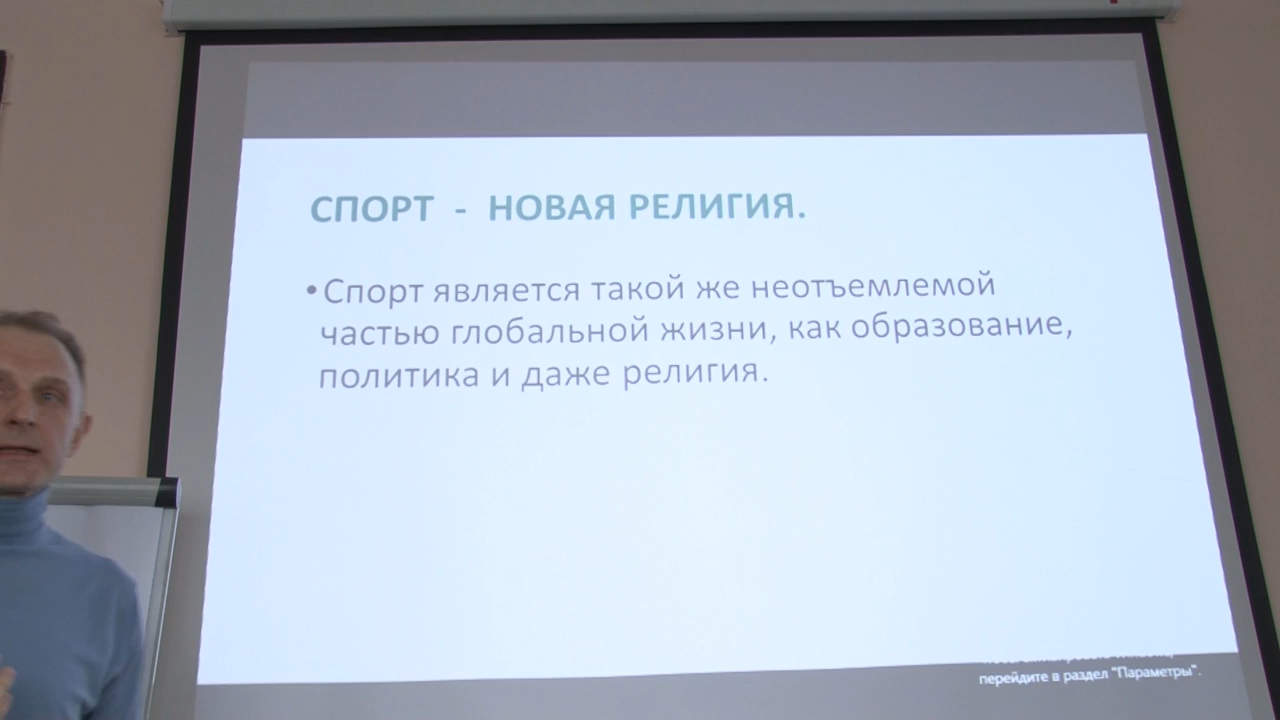 СПОРТ - НОВАЯ РЕЛИГИЯ.
•Спорт является такой же неотъемлемой
частью глобальной жизни, как образование,
политика и даже религия.
перейдите в раздел "Параметры".